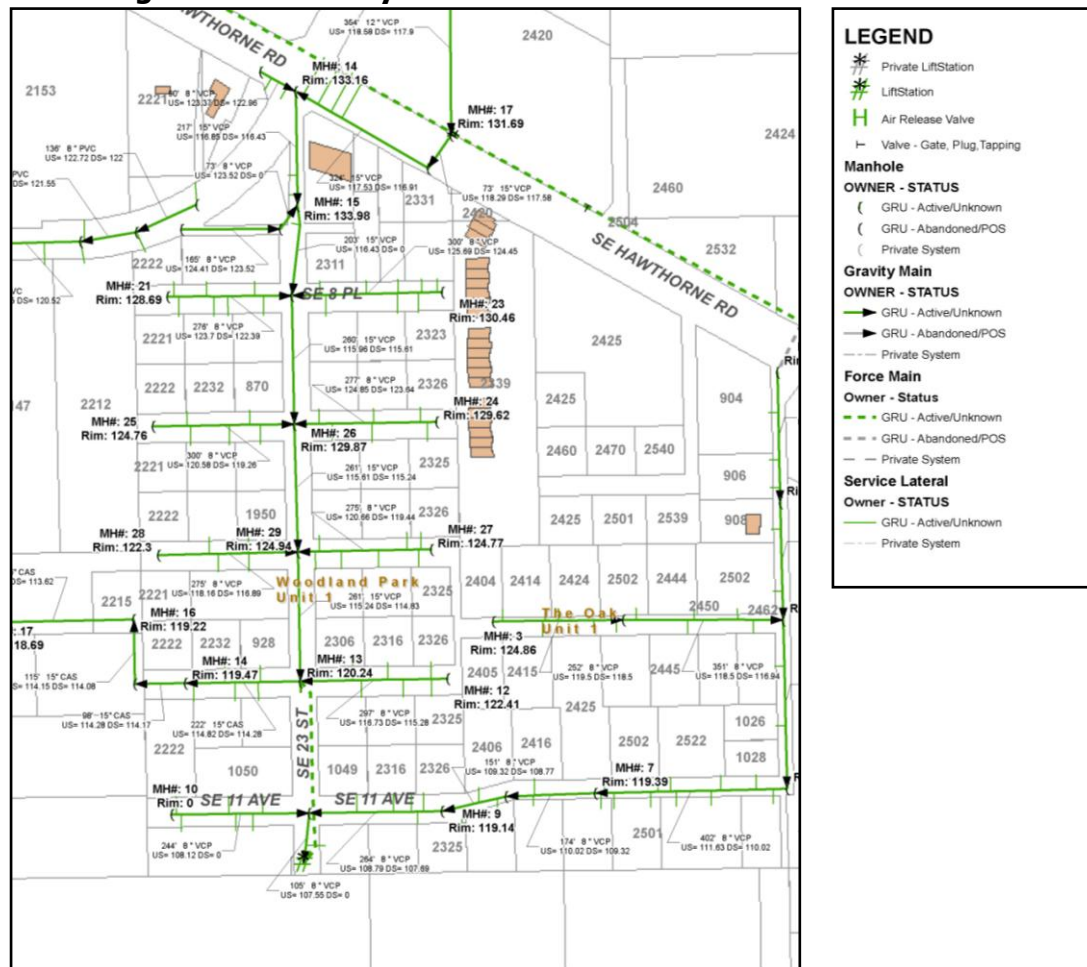 HAWTHORNE RD
364' 12 " VCP
US= 118.58 DS= 117.9
2420
MH#: 14
Rim: 133.16
2153
2221
US= 123.37 DS= 122.96
MH#: 17
Rim: 131.69
2424
217' 15" VCP
US= 116.85 DS= 116.43
136' 8 " PVC
US= 122.72 DS= 122
73' 8 " VCP
US= 123.52 DS= 0
PVC
DS= 121.55
15" VCP
US= 117.53 DS= 116.91
2331
73' 15" VCP
US= 118.29 DS= 117.58
2460
MH#: 15
Rim: 133.98
2420
2504
203' 15" VCP
US= 116.43 DS= 0
300' 8 " VCP
US= 125.69 DS= 124.45
2532
165' 8 " VCP
US= 124.41 DS= 123.52
2222
2311
SE HAWTHORNE RD
MH#: 21
Rim: 128.69
SE 8 PL
MH#: 23
Rim: 130.46
DS= 120.52
276' 8 " VCP
US= 123.7 DS= 122.39
2221
260' 15" VCP
US= 115.96 DS= 115.61
2323
2425
277' 8 " VCP
US= 124.85 DS= 123.64
2222
2232
870
2326
2339
2425
904
147
2212
MH#: 25
Rim: 124.76
MH#: 24
Rim: 129.62
MH#: 26
Rim: 129.87
300' 8 " VCP
US= 120.58 DS= 119.26
2221
261' 15" VCP
US= 115.61 DS= 115.24
2325
2460
2470
2540
906
275' 8 " VCP
US= 120.66 DS= 119.44
2222
1950
2326
2425
2501
2539
908
MH#: 28
Rim: 122.3
MH#: 29
Rim: 124.94
MH#: 27
Rim: 124.77
CAS
DS= 113.62
275' 8 " VCP
US= 118.16 DS= 116.89
Woodland Park
Unit 1
261' 15" VCP
US= 115.24 DS= 114.83
2325
2404
2414
2424
2502
2444
2502
2215
2221
MH#: 16
Rim: 119.22
2450
2462
The Oak
Unit 1
: 17
18.69
2222
2232
928
2306
2316
2326
MH#: 3
Rim: 124.86
MH#: 14
Rim: 119.47
MH#: 13
Rim: 120.24
115' 15" CAS
US= 114.15 DS= 114.08
2405
2415
252' 8 " VCP
US= 119.5 DS= 118.5
2445
351' 8 " VCP
US= 118.5 DS= 116.94
MH#: 12
Rim: 122.41
98' 15" CAS
US= 114.28 DS= 114.17
222' 15" CAS
US= 114.82 DS= 114.28
297' 8 " VCP
US= 116.73 DS= 115.28
2325
2425
1026
2222
SE 23 ST
2406
2416
2502
2522
1028
1050
1049
2316
2326
151' 8 " VCP
US= 109.32 DS= 108.77
MH#: 7
Rim: 119.39
MH#: 10
Rim: 0
SE 11 AVE
SE 11 AVE
MH#: 9
Rim: 119.14
244' 8 " VCP
US= 108.12 DS= 0
264' 8 " VCP
US= 108.79 DS= 107.69
2325
174' 8 " VCP
US= 110.02 DS= 109.32
2501
402' 8 " VCP
US= 111.63 DS= 110.02
105' 8 " VCP
US= 107.55 DS= 0
LEGEND
Private LiftStation
LiftStation
Air Release Valve
Valve - Gate, Plug,Tapping
Manhole
OWNER - STATUS
GRU - Active/Unknown
GRU - Abandoned/POS
Private System
Gravity Main
OWNER - STATUS
GRU - Active/Unknown
GRU - Abandoned/POS
Private System
Force Main
Owner - Status
GRU - Active/Unknown
GRU - Abandoned/POS
Private System
Service Lateral
Owner - STATUS
GRU - Active/Unknown
Private System